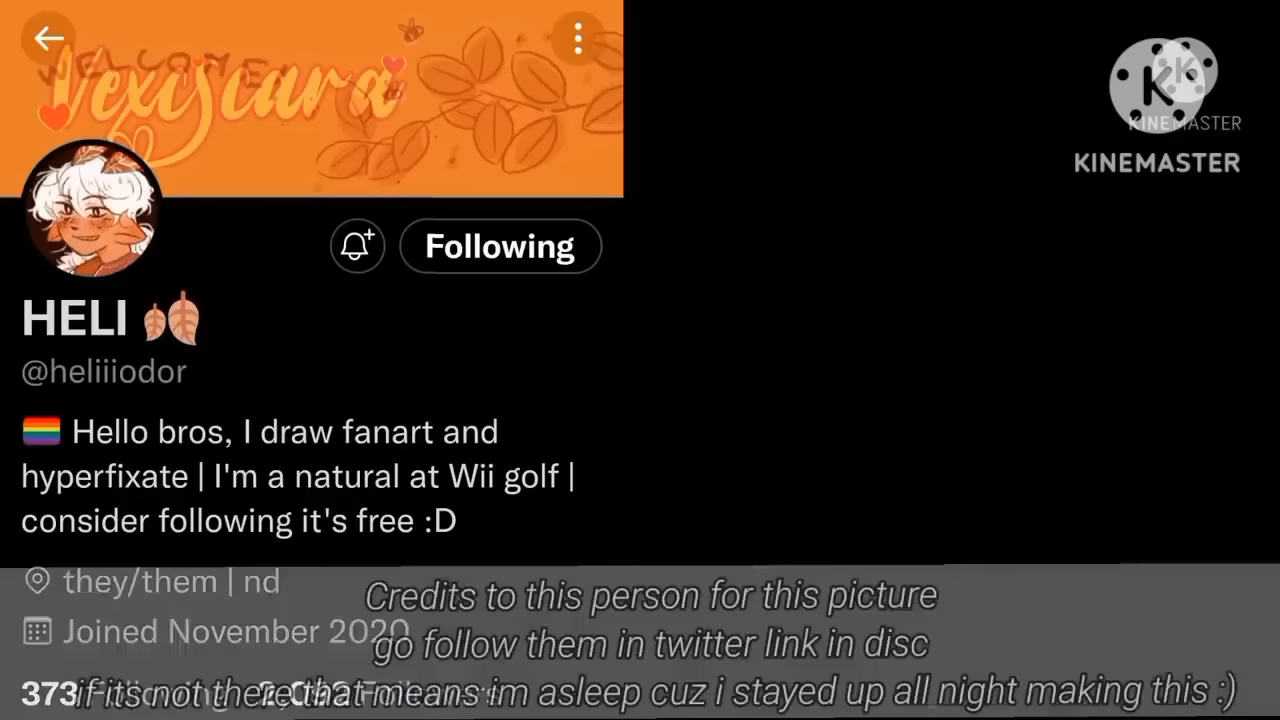 WELCOME
Vexiscara
KINEMASTER
KINEMASTER
Following
HELI
@heliiiodor
Hello bros, I draw fanart and
hyperfixate | I'm a natural at Wii golf |
consider following it's free :D
they/them | nd
Joined November 2020
373 Following Followers
Credits to this person for this picture
go follow them in twitter link in disc
if its not there, that means im asleep cuz i stayed up all night making this :)